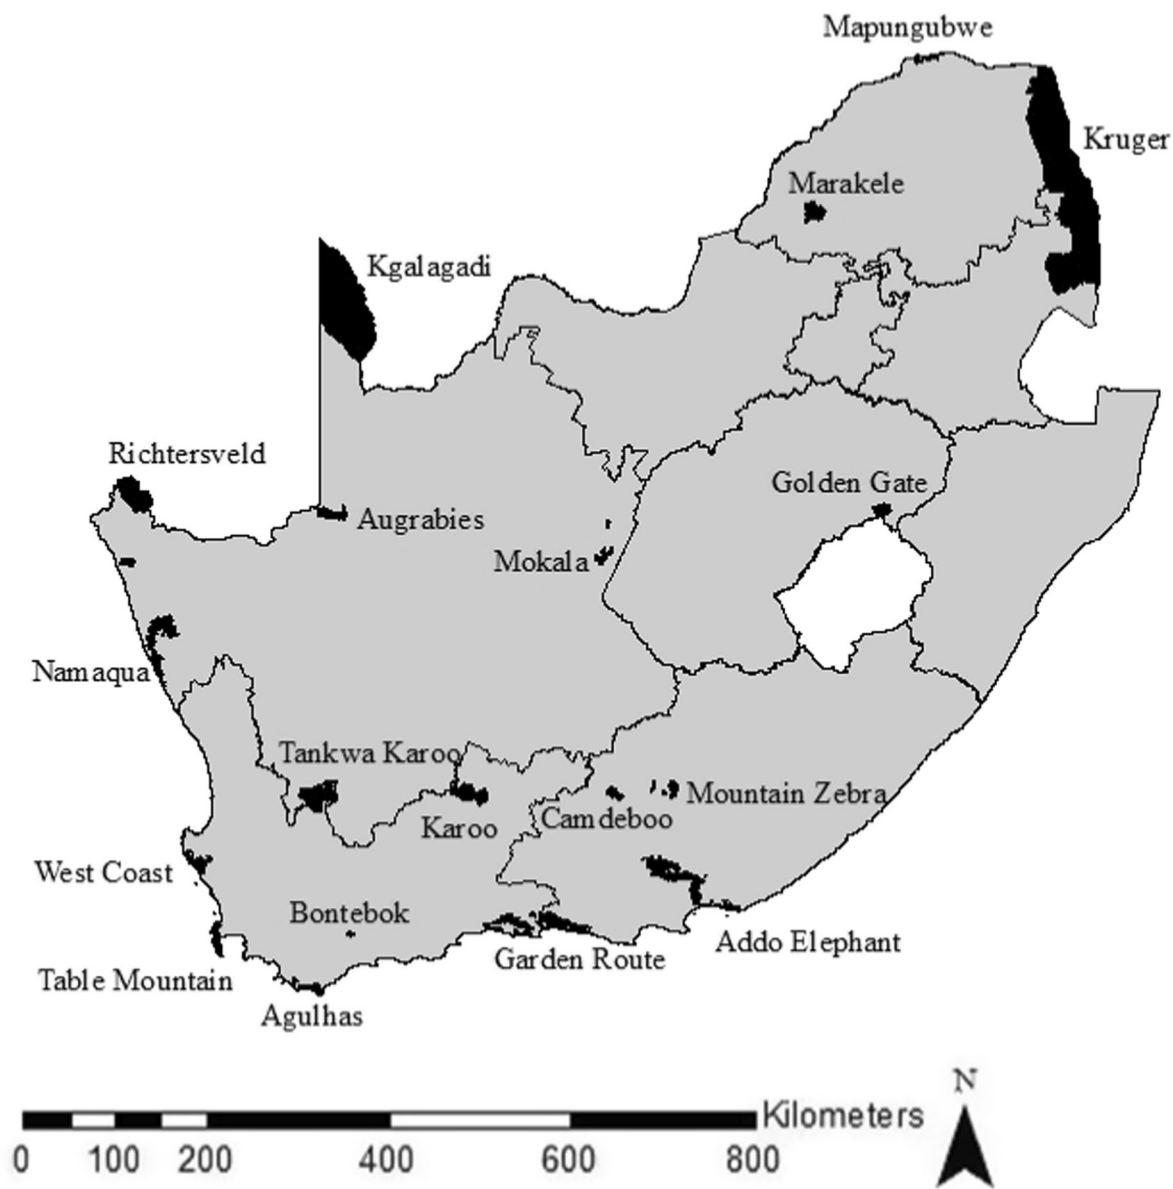 Mapungubwe
Kruger
Marakele
Kgalagadi
Richtersveld
Golden Gate
Augrabies
Mokala
Namaqua
Tankwa Karoo
Mountain Zebra
Camdeboo
Karoo
West Coast
Bontebok
Addo Elephant
Garden Route
Table Mountain
Agulhas
N
Kilometers
0 100 200 400 600 800